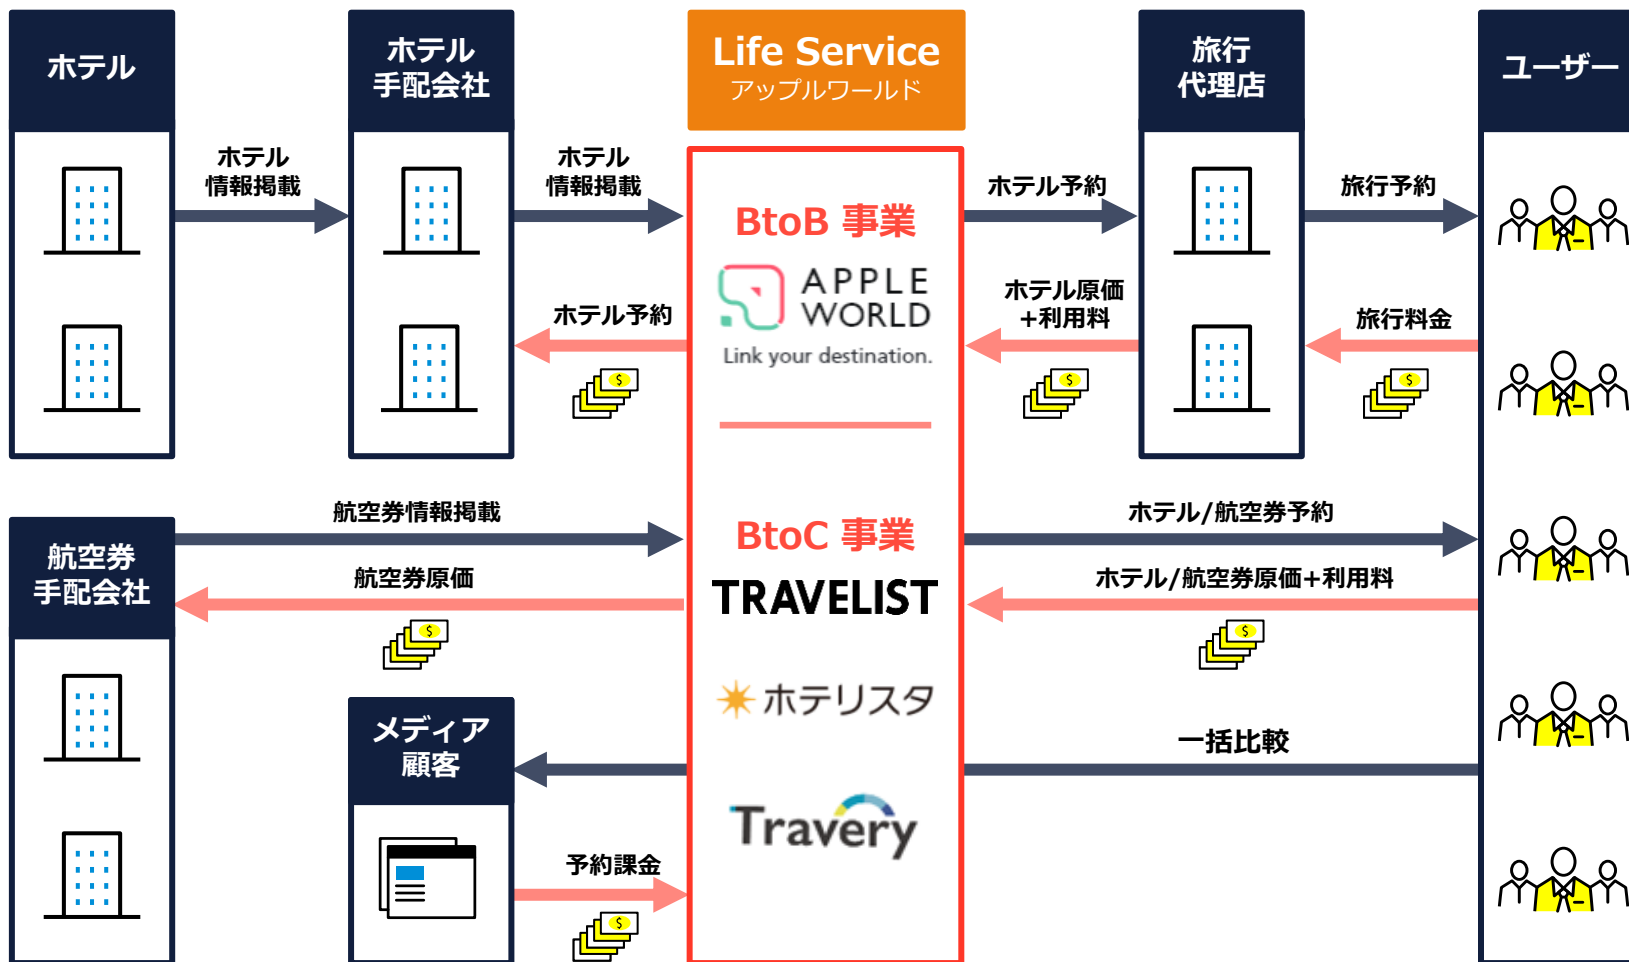 ホテル
ホテル
手配会社
Life Service
アップルワールド
旅行
代理店
ユーザー
ホテル
情報掲載
ホテル
情報掲載
ホテル予約
旅行予約
BtoB 事業
APPLE
WORLD
Link your destination.
ホテル予約
ホテル原価
+利用料
旅行料金
$
$
$
航空券
手配会社
航空券情報掲載
航空券原価
$
BtoC 事業
TRAVELIST
ホテリスタ
Travery
ホテル/航空券予約
ホテル/航空券原価+利用料
$
メディア
顧客
一括比較
予約課金
$